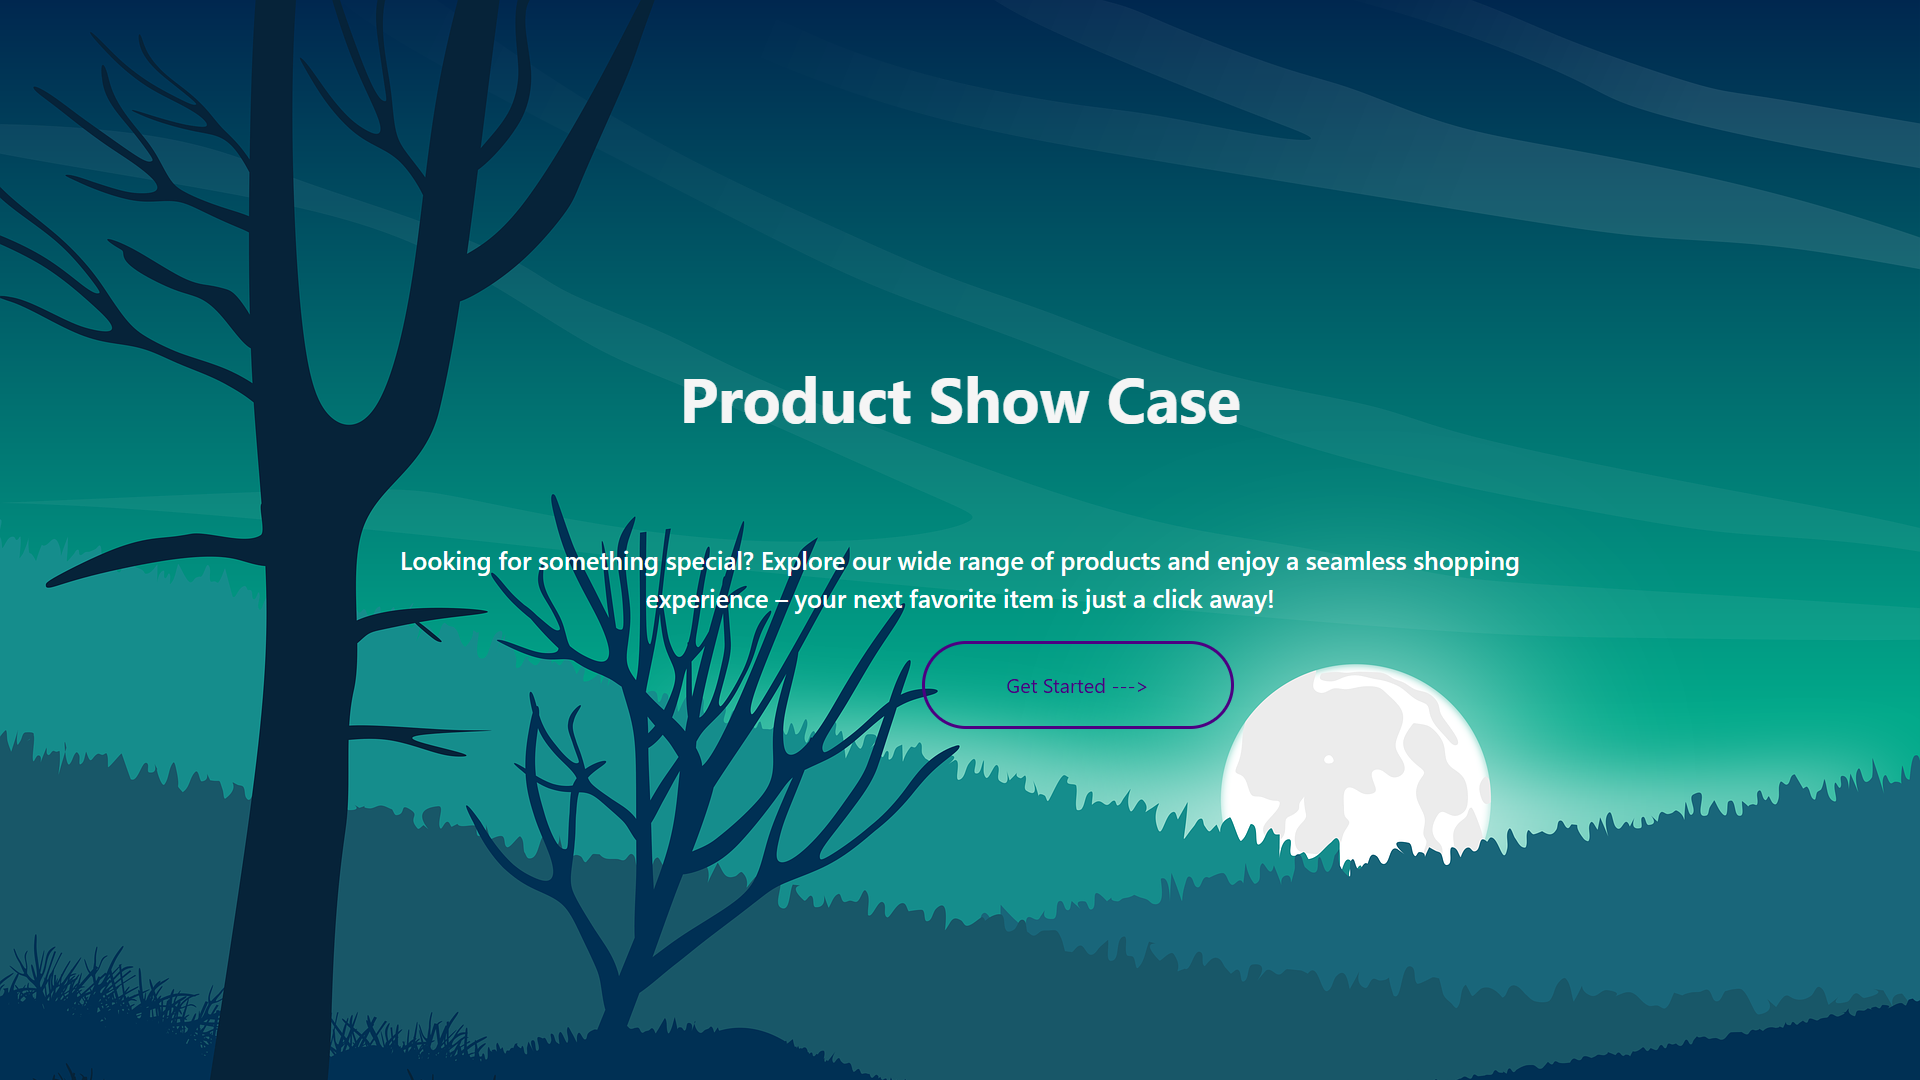 Product Show Case
Looking for something special? Explore our wide range of products and enjoy a seamless shopping
experience – your next favorite item is just a click away!
Get Started --->